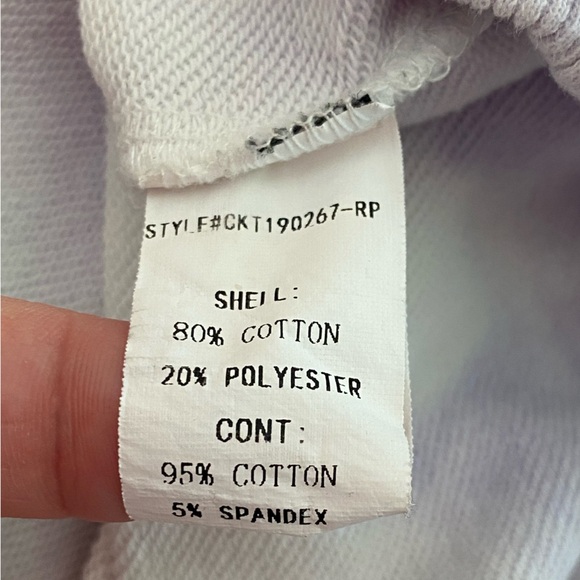 STYLE#CKT190267-RP
SHELL:
80% COTTON
20% POLYESTER
CONT:
95% COTTON
5% SPANDEX